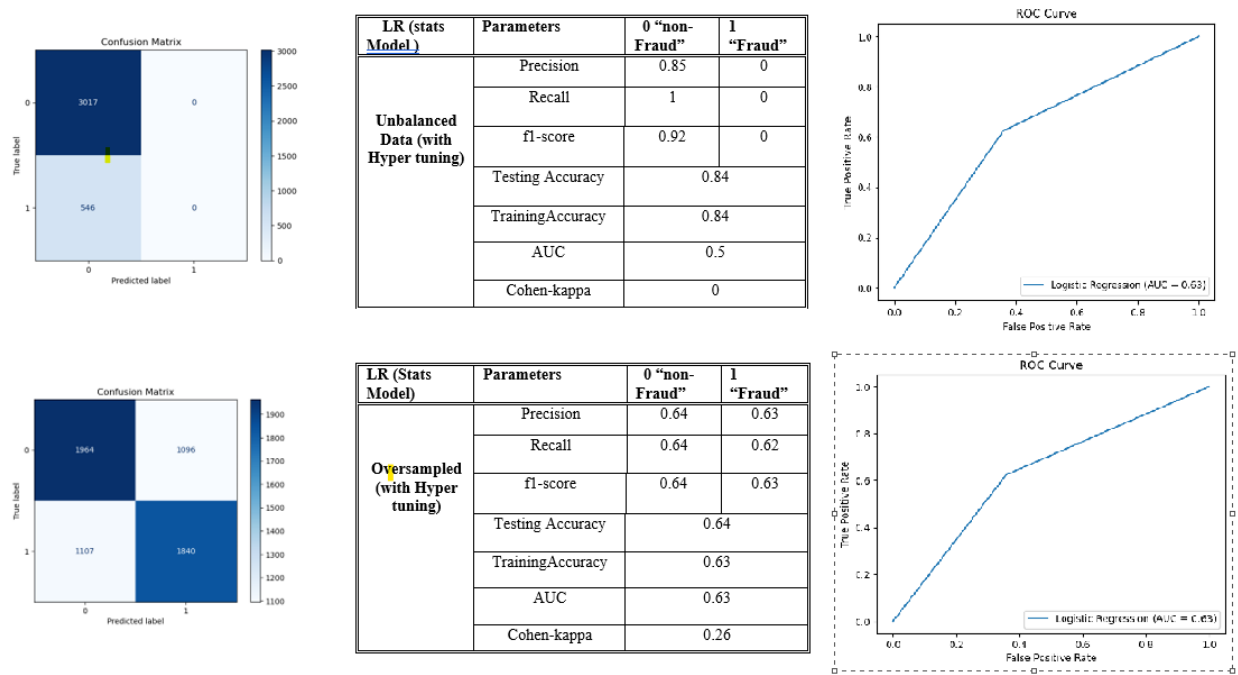 Confusion Matrix
True label
0
1
3017
0
546
0
0
1
Predicted label
3000
2500
2000
1500
1000
500
0
LR (stats Model ) Parameters 0 “non-Fraud” 1 “Fraud”
Unbalanced Data (with Hyper tuning)
Precision 0.85 0
Recall 1 0
f1-score 0.92 0
Testing Accuracy 0.84
TrainingAccuracy 0.84
AUC 0.5
Cohen-kappa 0
ROC Curve
True Positive Rate
1.0
0.8
0.6
0.4
0.2
0.0
Logistic Regression (AUC = 0.63)
0.0 0.2 0.4 0.6 0.8 1.0
False Positive Rate
Confusion Matrix
True label
0
1
1964
1096
1107
1840
0
1
Predicted label
1900
1800
1700
1600
1500
1400
1300
1200
1100
LR (Stats Model) Parameters 0 “non-Fraud” 1 “Fraud”
Oversampled (with Hyper tuning)
Precision 0.64 0.63
Recall 0.64 0.62
f1-score 0.64 0.63
Testing Accuracy 0.64
TrainingAccuracy 0.63
AUC 0.63
Cohen-kappa 0.26
ROC Curve
True Positive Rate
1.0
0.8
0.6
0.4
0.2
0.0
Logistic Regression (AUC = 0.63)
0.0 0.2 0.4 0.6 0.8 1.0
False Positive Rate